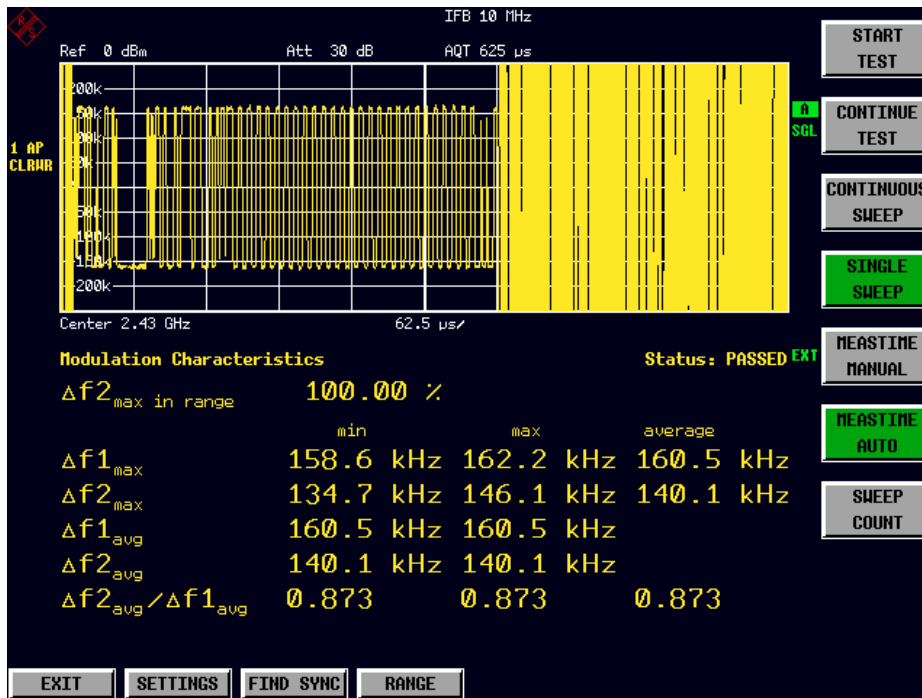 R
S
IFB 10 MHz
Ref 0 dBm Att 30 dB AQT 625 µs
200k
-200k
1 AP
CLRWR
A
SGL
Center 2.43 GHz 62.5 µs/
Modulation Characteristics Status: PASSED EXT
Δf2max in range 100.00 %
min max average
Δf1max 158.6 kHz 162.2 kHz 160.5 kHz
Δf2max 134.7 kHz 146.1 kHz 140.1 kHz
Δf1avg 160.5 kHz 160.5 kHz
Δf2avg 140.1 kHz 140.1 kHz
Δf2avg/Δf1avg 0.873 0.873 0.873
START
TEST
CONTINUE
TEST
CONTINUOUS
SWEEP
SINGLE
SWEEP
MEASTIME
MANUAL
MEASTIME
AUTO
SWEEP
COUNT
EXIT SETTINGS FIND SYNC RANGE